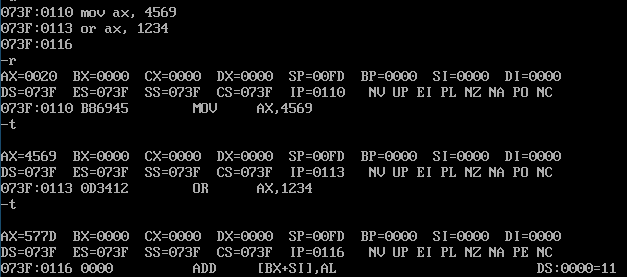 073F:0110 mov ax, 4569
073F:0113 or ax, 1234
073F:0116
-r
AX=0020 BX=0000 CX=0000 DX=0000 SP=00FD BP=0000 SI=0000 DI=0000
DS=073F ES=073F SS=073F CS=073F IP=0110 NV UP EI PL NZ NA PO NC
073F:0110 B86945 MOV AX,4569
-t
AX=4569 BX=0000 CX=0000 DX=0000 SP=00FD BP=0000 SI=0000 DI=0000
DS=073F ES=073F SS=073F CS=073F IP=0113 NV UP EI PL NZ NA PO NC
073F:0113 0D3412 OR AX,1234
-t
AX=577D BX=0000 CX=0000 DX=0000 SP=00FD BP=0000 SI=0000 DI=0000
DS=073F ES=073F SS=073F CS=073F IP=0116 NV UP EI PL NZ NA PE NC
073F:0116 0000 ADD [BX+SI],AL DS:0000=11